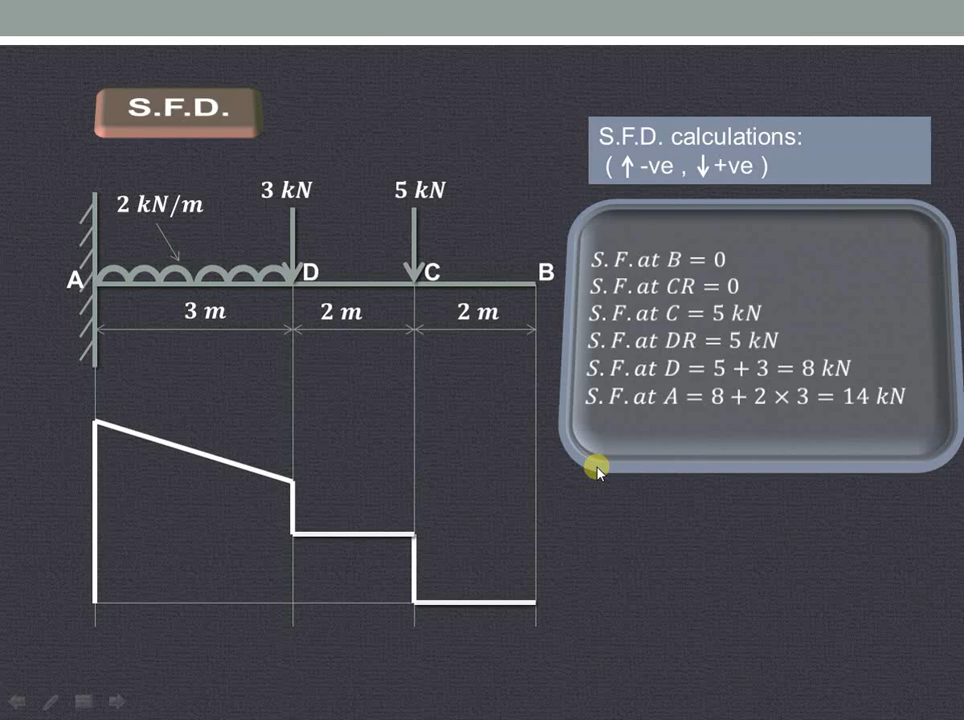 S.F.D.
S.F.D. calculations:
( ↑ -ve , ↓ +ve )
3 kN
5 kN
2 kN/m
A
D
C
B
3 m
2 m
2 m
S.F. at B = 0
S.F. at CR = 0
S.F. at C = 5 kN
S.F. at DR = 5 kN
S.F. at D = 5 + 3 = 8 kN
S.F. at A = 8 + 2 × 3 = 14 kN